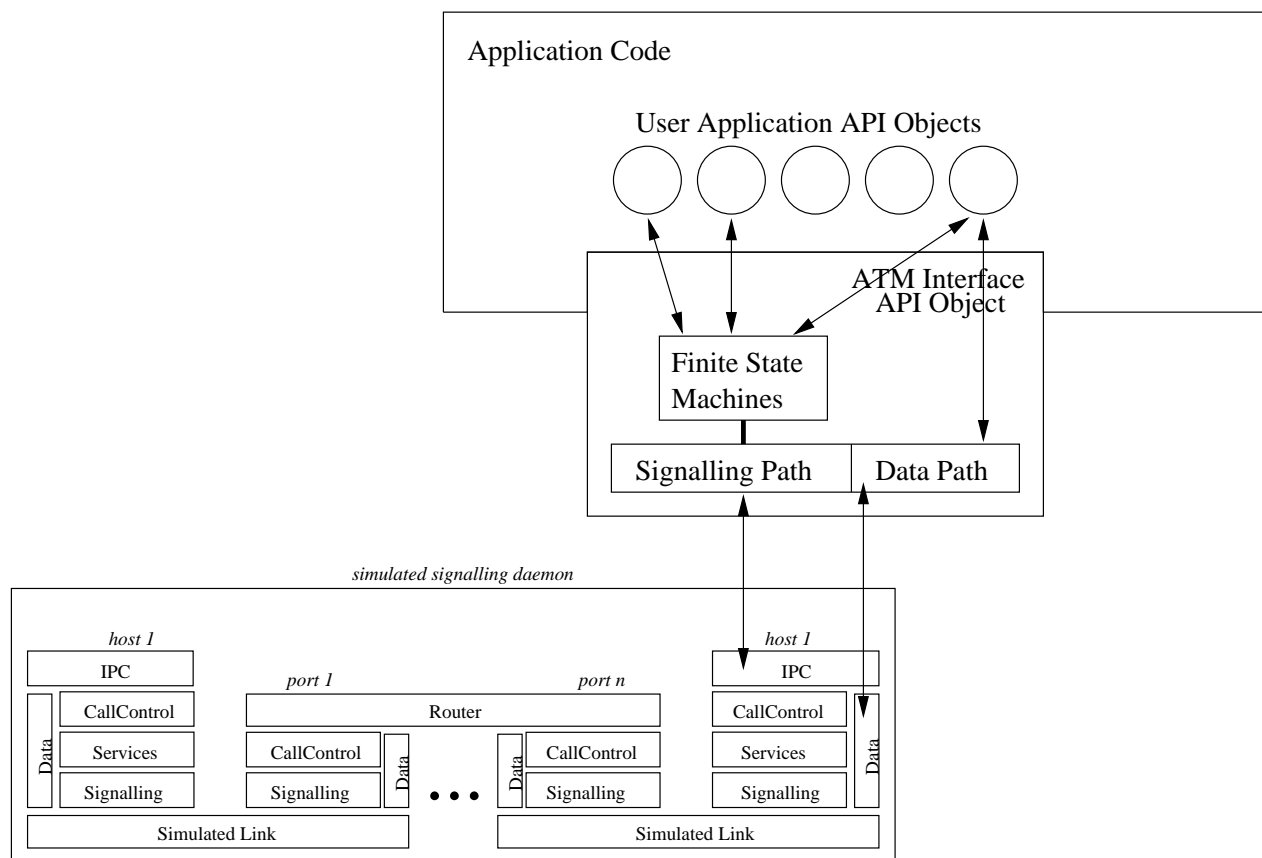 Application Code
User Application API Objects
ATM Interface
API Object
Finite State
Machines
Signalling Path
Data Path
simulated signalling daemon
host 1
host 1
IPC
IPC
port 1
port n
CallControl
Router
CallControl
Data
Services
CallControl
Data
Data
CallControl
Services
Data
Signalling
Signalling
Signalling
Signalling
Simulated Link
Simulated Link